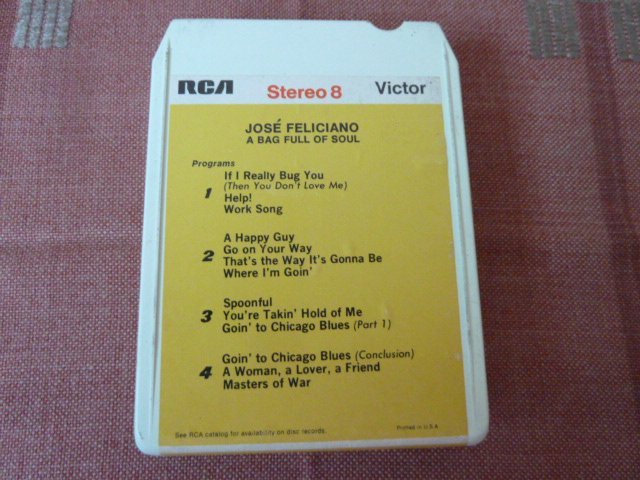 RCA Stereo 8 Victor
JOSÉ FELICIANO
A BAG FULL OF SOUL
Programs
1
If I Really Bug You
(Then You Don't Love Me)
Help!
Work Song
2
A Happy Guy
Go on Your Way
That's the Way It's Gonna Be
Where I'm Goin'
3
Spoonful
You're Takin' Hold of Me
Goin' to Chicago Blues (Part 1)
4
Goin' to Chicago Blues (Conclusion)
A Woman, a Lover, a Friend
Masters of War
See RCA catalog for availability on disc records. Printed in U.S.A